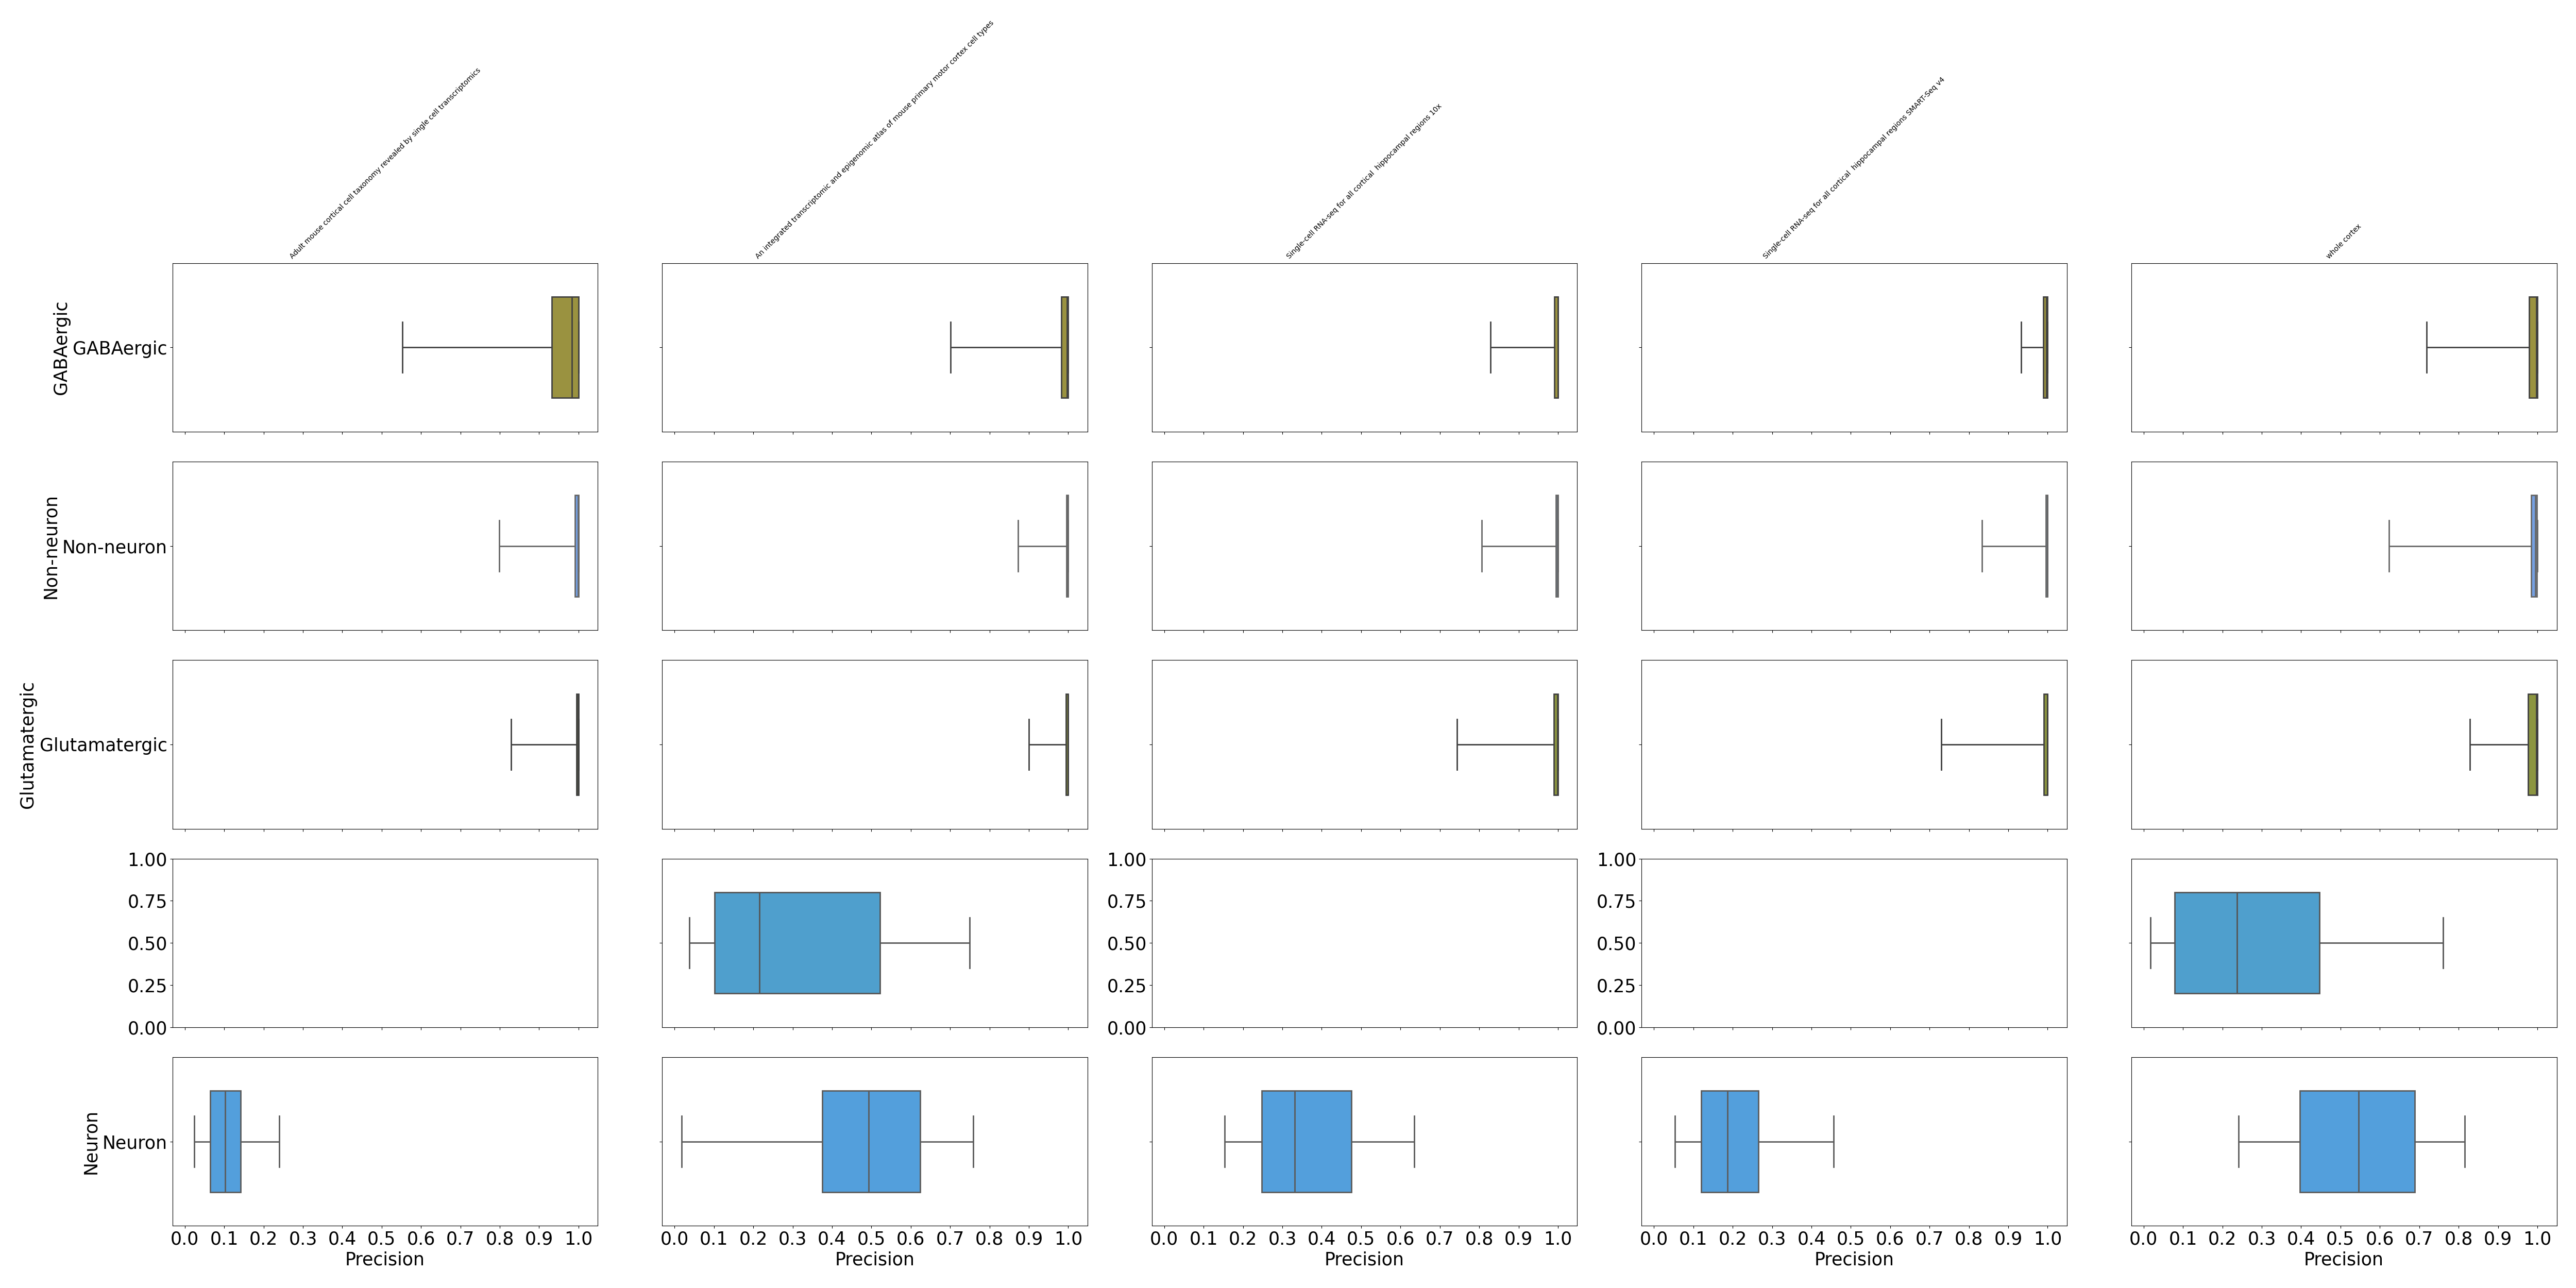 Adult mouse cortical cell taxonomy revealed by single cell transcriptomics
An integrated transcriptomic and epigenomic atlas of mouse primary motor cortex cell types
Single-cell RNA-seq for all cortical  hippocampal regions 10x
Single-cell RNA-seq for all cortical  hippocampal regions SMART-Seq v4
whole cortex
GABAergic
GABAergic
Non-neuron
Non-neuron
Glutamatergic
Glutamatergic
1.00 1.00 1.00
0.75 0.75 0.75
0.50 0.50 0.50
0.25 0.25 0.25
0.00 0.00 0.00
Neuron
Neuron
0.0 0.1 0.2 0.3 0.4 0.5 0.6 0.7 0.8 0.9 1.0 0.0 0.1 0.2 0.3 0.4 0.5 0.6 0.7 0.8 0.9 1.0 0.0 0.1 0.2 0.3 0.4 0.5 0.6 0.7 0.8 0.9 1.0 0.0 0.1 0.2 0.3 0.4 0.5 0.6 0.7 0.8 0.9 1.0 0.0 0.1 0.2 0.3 0.4 0.5 0.6 0.7 0.8 0.9 1.0
Precision Precision Precision Precision Precision